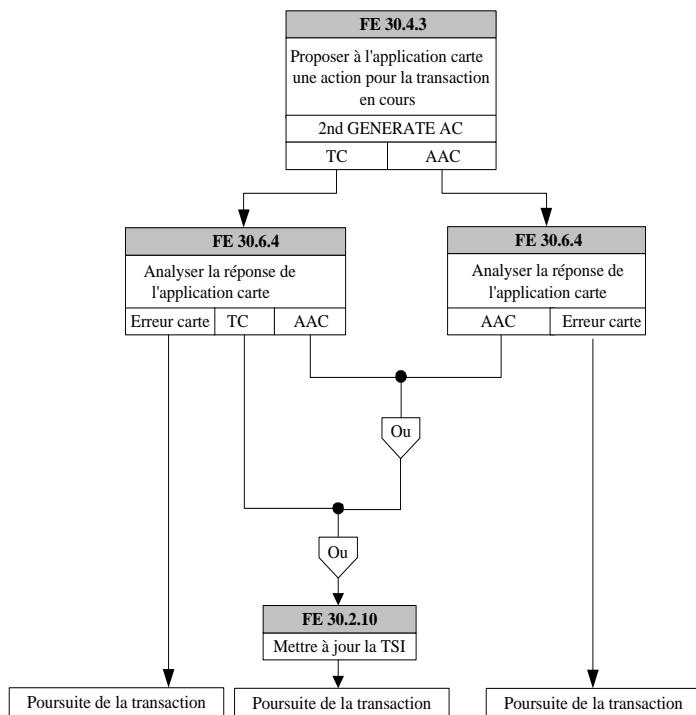 FE 30.4.3
Proposer à l'application carte
une action pour la transaction
en cours
2nd GENERATE AC
TC AAC
FE 30.6.4
Analyser la réponse de
l'application carte
Erreur carte TC AAC
FE 30.6.4
Analyser la réponse de
l'application carte
AAC Erreur carte
Ou
Ou
FE 30.2.10
Mettre à jour la TSI
Poursuite de la transaction
Poursuite de la transaction
Poursuite de la transaction